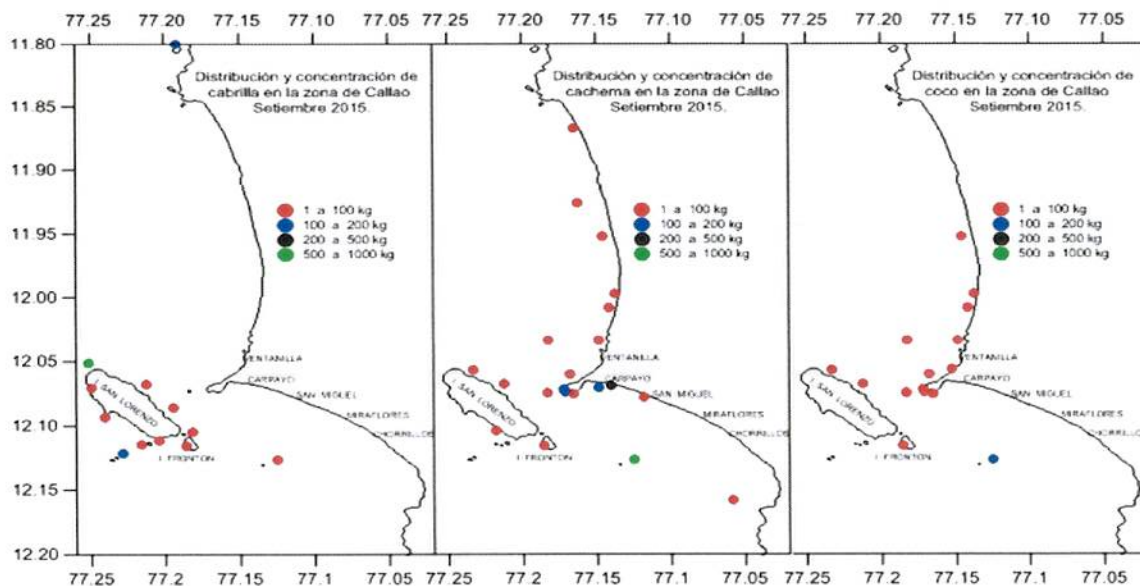 77.25 77.2 77.15 77.10 77.05 77.25 77.2 77.15 77.10 77.05 77.25 77.2 77.15 77.10 77.05
11.80
11.85
11.90
11.95
12.00
12.05
12.10
12.15
12.20
Distribución y concentración de
cabrilla en la zona de Callao
Setiembre 2015.
1 a 100 kg
100 a 200 kg
200 a 500 kg
500 a 1000 kg
VENTANILLA
CARPAYO
SAN MIGUEL
MIRAFLORES
CHORRILLOS
I. SAN LORENZO
I. FRONTON
Distribución y concentración de
cachema en la zona de Callao
Setiembre 2015.
1 a 100 kg
100 a 200 kg
200 a 500 kg
500 a 1000 kg
VENTANILLA
CARPAYO
SAN MIGUEL
MIRAFLORES
CHORRILLOS
I. SAN LORENZO
I. FRONTON
Distribución y concentración de
coco en la zona de Callao
Setiembre 2015.
1 a 100 kg
100 a 200 kg
200 a 500 kg
500 a 1000 kg
VENTANILLA
CARPAYO
SAN MIGUEL
MIRAFLORES
CHORRILLOS
I. SAN LORENZO
I. FRONTON
77.25 77.2 77.15 77.10 77.05 77.25 77.2 77.15 77.10 77.05 77.25 77.2 77.15 77.10 77.05